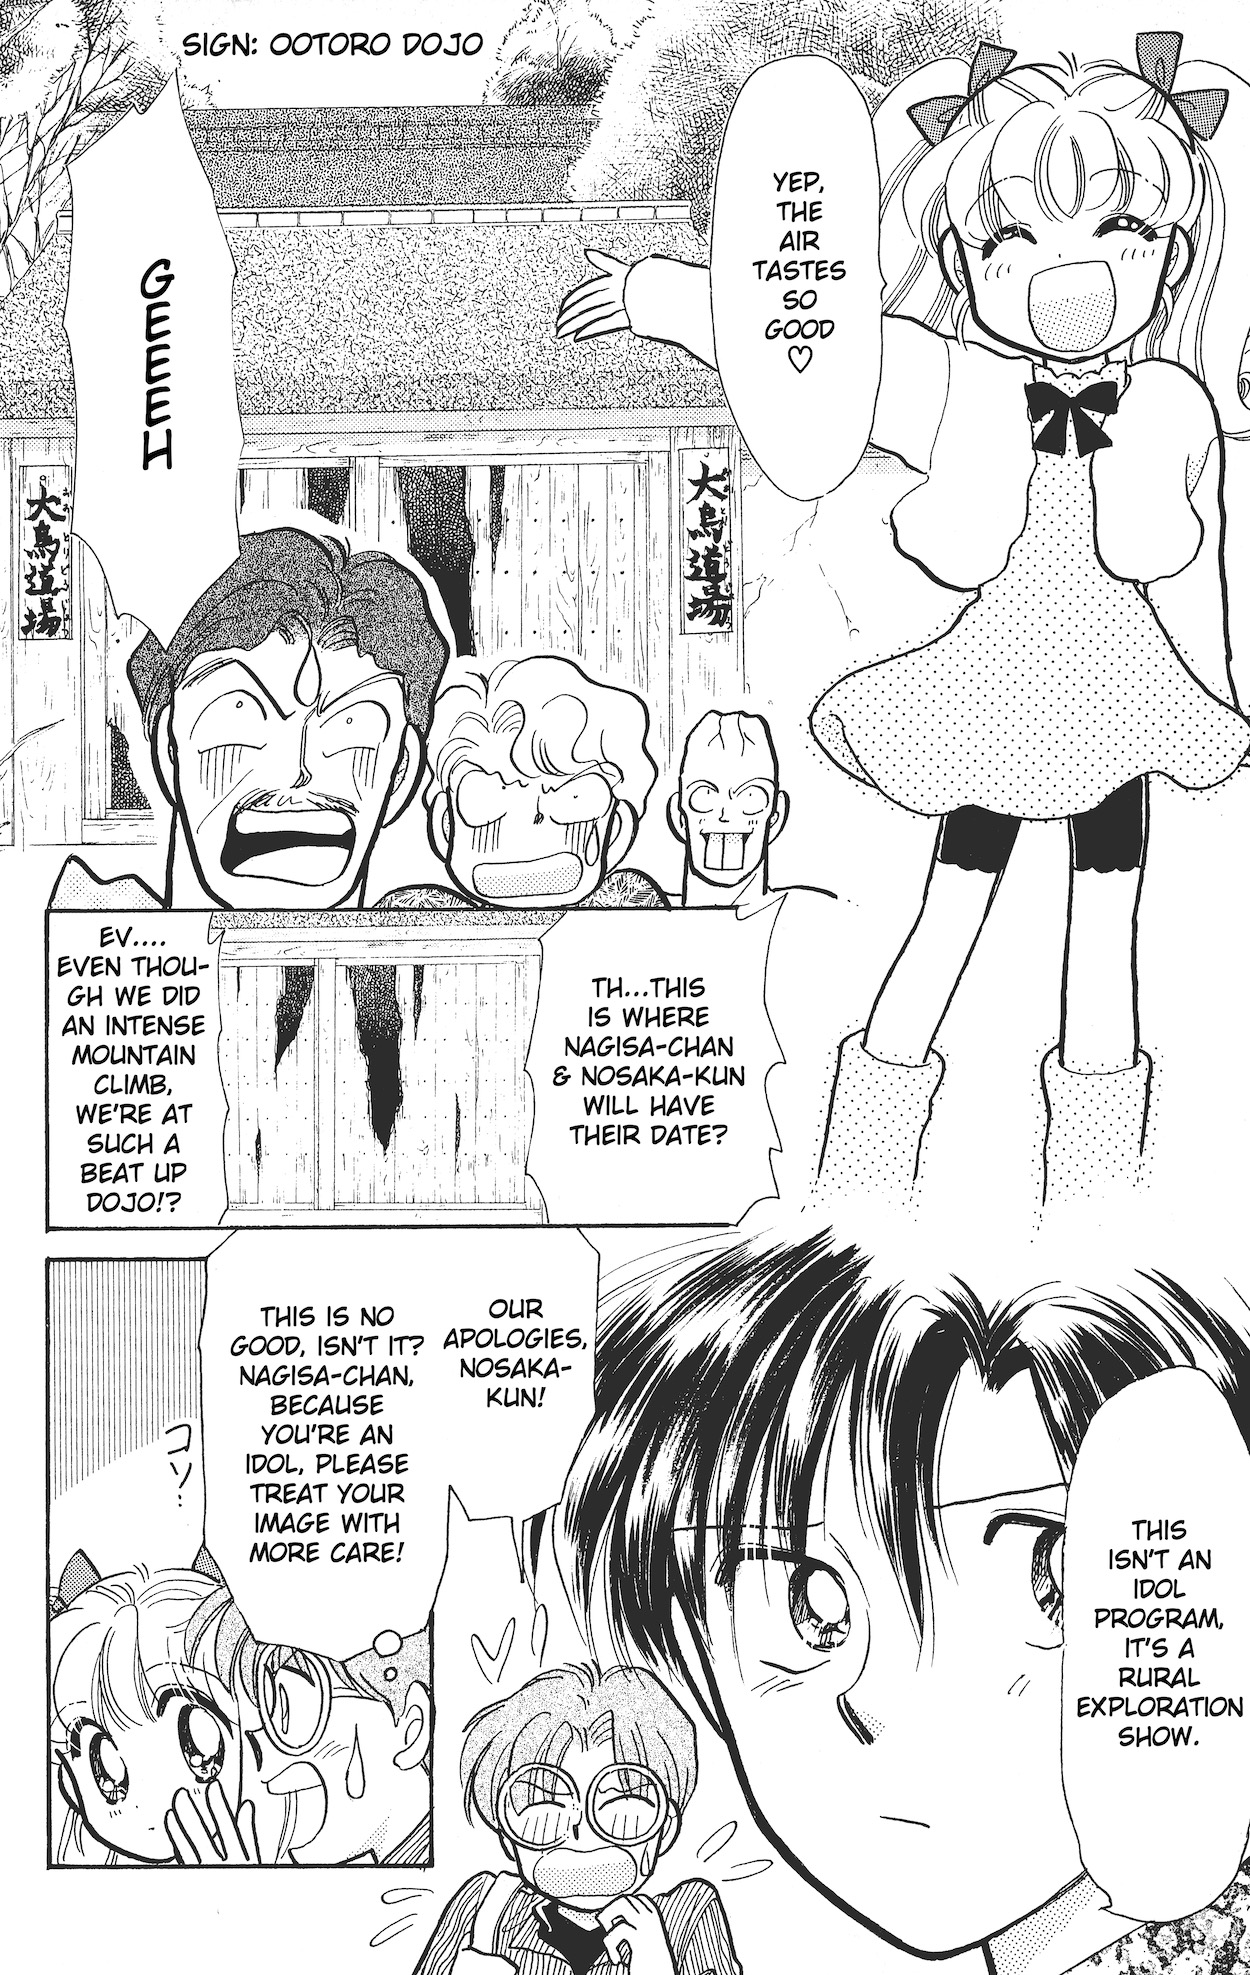 SIGN: OOTORO DOJO
YEP,
THE
AIR
TASTES
SO
GOOD
♡
GEEEH
大鳥道場
大鳥道場
TH...THIS
IS WHERE
NAGISA-CHAN
& NOSAKA-KUN
WILL HAVE
THEIR DATE?
EV....
EVEN THOU-
GH WE DID
AN INTENSE
MOUNTAIN
CLIMB,
WE'RE AT
SUCH A
BEAT UP
DOJO!?
THIS
ISN'T AN
IDOL
PROGRAM,
IT'S A
RURAL
EXPLORATION
SHOW.
OUR
APOLOGIES,
NOSAKA-
KUN!
THIS IS NO
GOOD, ISN'T IT?
NAGISA-CHAN,
BECAUSE
YOU'RE AN
IDOL, PLEASE
TREAT YOUR
IMAGE WITH
MORE CARE!
コソ…